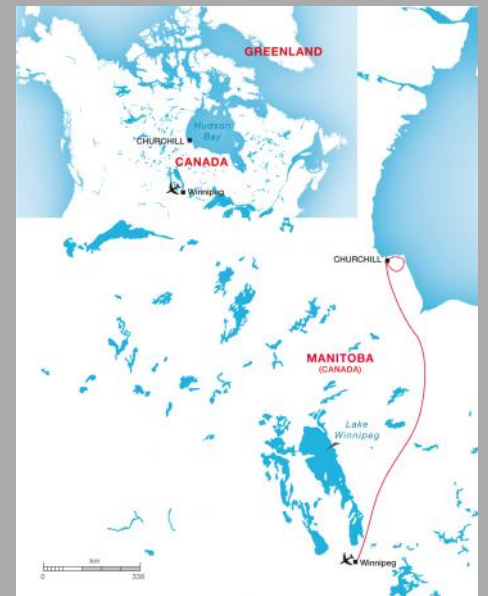 GREENLAND
Hudson
Bay
CHURCHILL
CANADA
Winnipeg
CHURCHILL
MANITOBA
(CANADA)
Lake
Winnipeg
Winnipeg
km
0 338